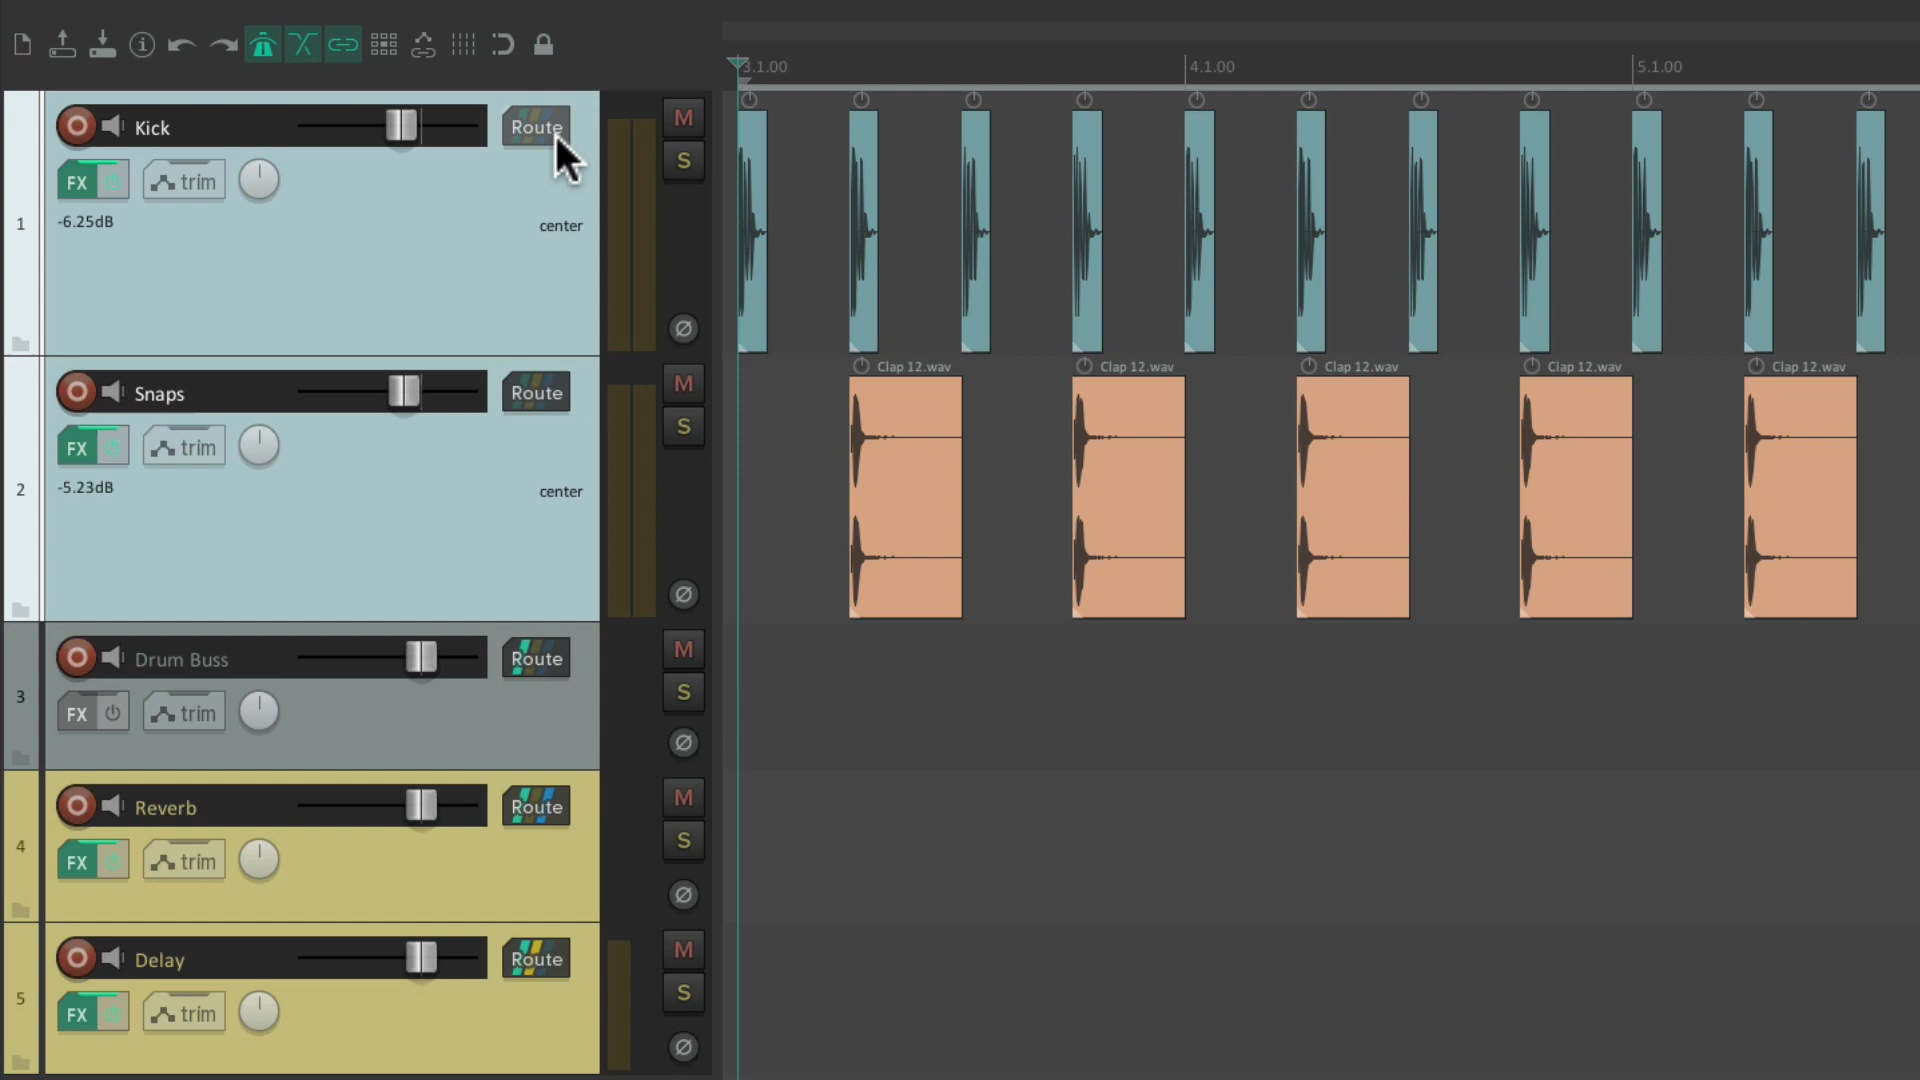 3.1.00 4.1.00 5.1.00
Kick Route M
S
FX trim
-6.25dB center
1
Clap 12.wav Clap 12.wav Clap 12.wav Clap 12.wav Clap 12.wav
Snaps Route M
S
FX trim
-5.23dB center
2
Drum Buss Route M
S
FX trim
3
Reverb Route M
S
FX trim
4
Delay Route M
S
FX trim
5